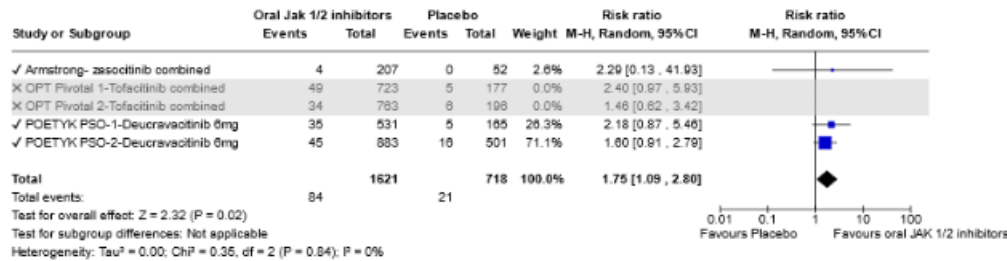 Oral Jak 1/2 inhibitors Placebo Risk ratio Risk ratio
Study or Subgroup Events Total Events Total Weight M-H, Random, 95%CI M-H, Random, 95%CI
✓ Armstrong- zasocitinib combined 4 207 0 52 2.6% 2.29 [0.13 , 41.93]
✕ OPT Pivotal 1-Tofacitinib combined 49 723 5 177 0.0% 2.40 [0.97 , 5.93]
✕ OPT Pivotal 2-Tofacitinib combined 34 763 6 196 0.0% 1.46 [0.62 , 3.42]
✓ POETYK PSO-1-Deucravacitinib 6mg 35 531 5 165 26.3% 2.18 [0.87 , 5.46]
✓ POETYK PSO-2-Deucravacitinib 6mg 45 883 16 501 71.1% 1.60 [0.91 , 2.79]
Total 1621 718 100.0% 1.75 [1.09 , 2.80]
Total events: 84 21
Test for overall effect: Z = 2.32 (P = 0.02)
Test for subgroup differences: Not applicable
Heterogeneity: Tau² = 0.00; Chi² = 0.35, df = 2 (P = 0.84); I² = 0%
0.01 0.1 1 10 100
Favours Placebo Favours oral JAK 1/2 inhibitors